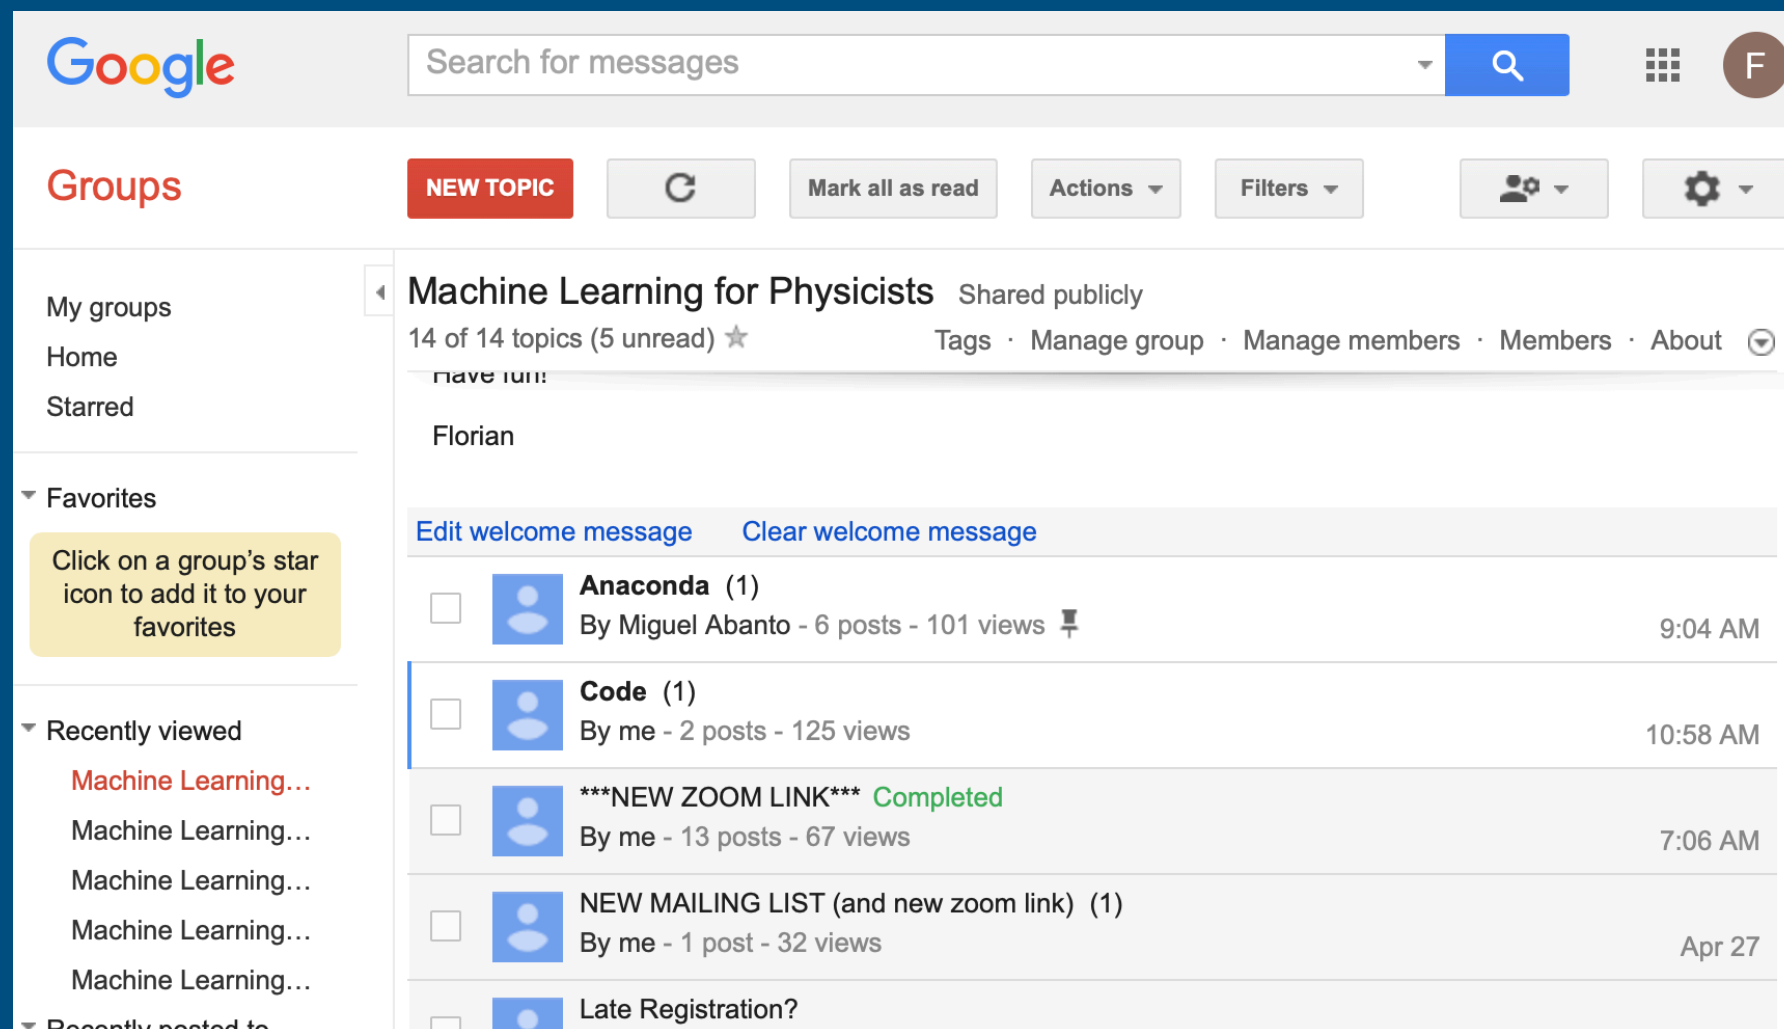 Google
Search for messages
F
Groups
NEW TOPIC
Mark all as read
Actions
Filters
My groups
Home
Starred
Favorites
Click on a group's star
icon to add it to your
favorites
Recently viewed
Machine Learning...
Machine Learning...
Machine Learning...
Machine Learning...
Machine Learning...
Recently posted to
Machine Learning for Physicists Shared publicly
14 of 14 topics (5 unread)
Tags · Manage group · Manage members · Members · About
Have fun!
Florian
Edit welcome message Clear welcome message
Anaconda (1)
By Miguel Abanto - 6 posts - 101 views
9:04 AM
Code (1)
By me - 2 posts - 125 views
10:58 AM
***NEW ZOOM LINK*** Completed
By me - 13 posts - 67 views
7:06 AM
NEW MAILING LIST (and new zoom link) (1)
By me - 1 post - 32 views
Apr 27
Late Registration?